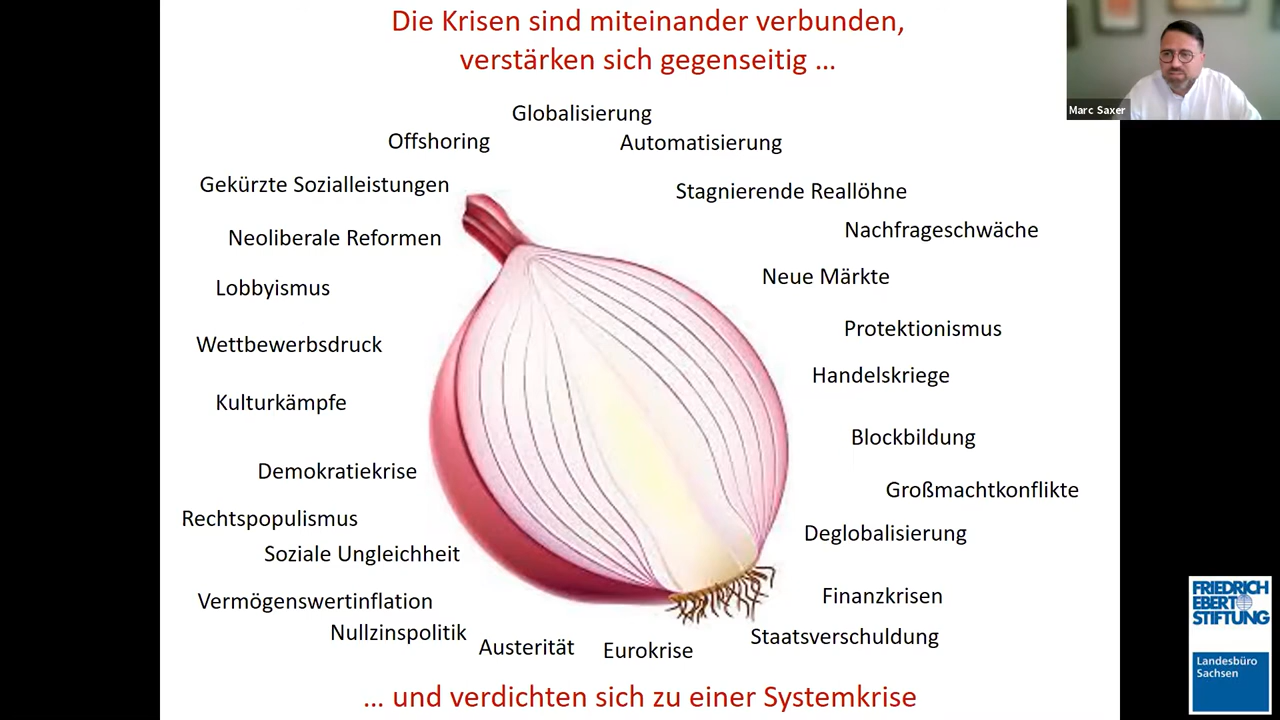 Die Krisen sind miteinander verbunden,
verstärken sich gegenseitig ...
Marc Saxer
Globalisierung
Offshoring
Automatisierung
Gekürzte Sozialleistungen
Stagnierende Reallöhne
Nachfrageschwäche
Neoliberale Reformen
Neue Märkte
Lobbyismus
Protektionismus
Wettbewerbsdruck
Handelskriege
Kulturkämpfe
Blockbildung
Demokratiekrise
Großmachtkonflikte
Rechtspopulismus
Deglobalisierung
Soziale Ungleichheit
Finanzkrisen
Vermögenswertinflation
Nullzinspolitik
Staatsverschuldung
Austerität
Eurokrise
... und verdichten sich zu einer Systemkrise
FRIEDRICH
EBERT
STIFTUNG
Landesbüro
Sachsen